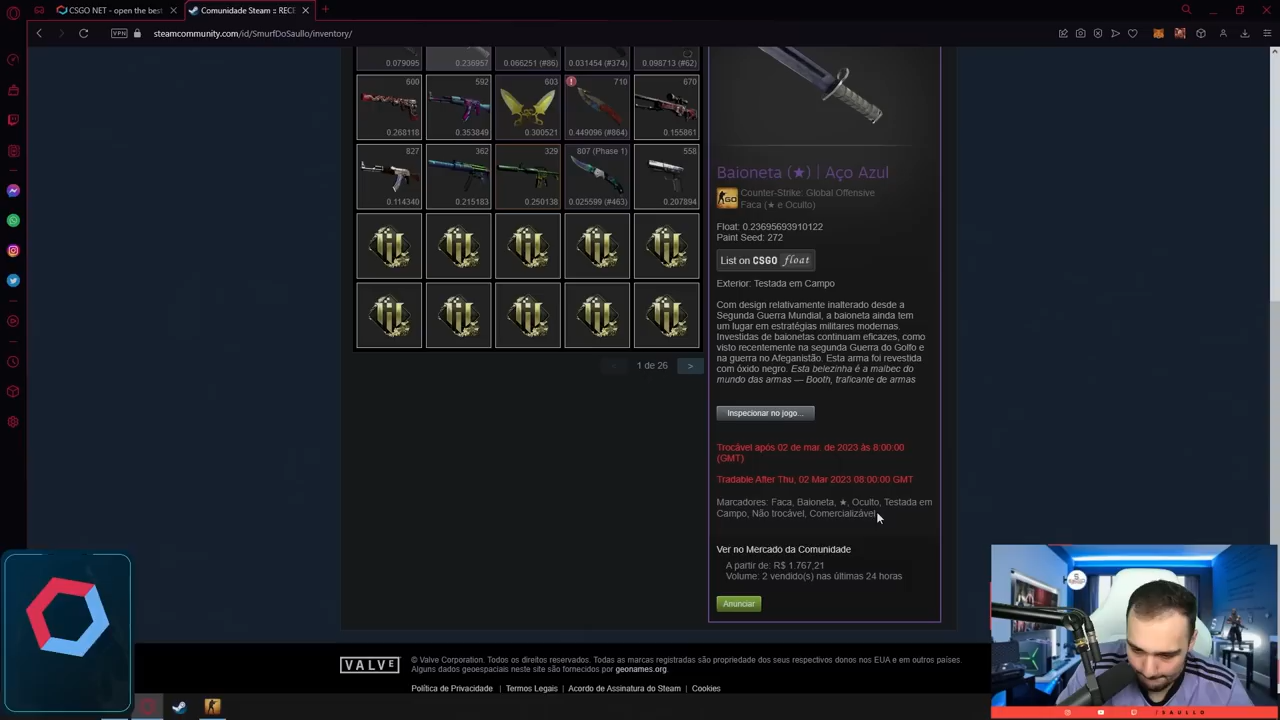 CSGO NET - open the best
Comunidade Steam :: RECE
VPN
steamcommunity.com/id/SmurfDoSaullo/inventory/
0.079095
0.236957
0.066251 (#86)
0.031454 (#374)
0.098713 (#62)
600
592
603
710
670
0.268118
0.353849
0.300521
0.449096 (#864)
0.155861
827
362
329
807 (Phase 1)
558
0.114340
0.215183
0.250138
0.025599 (#463)
0.207894
1 de 26
>
Baioneta (★) | Aço Azul
Counter-Strike: Global Offensive
Faca (★ e Oculto)
Float: 0.23695693910122
Paint Seed: 272
List on CSGO float
Exterior: Testada em Campo
Com design relativamente inalterado desde a
Segunda Guerra Mundial, a baioneta ainda tem
um lugar em estratégias militares modernas.
Investidas de baionetas continuam eficazes, como
visto recentemente na segunda Guerra do Golfo e
na guerra no Afeganistão. Esta arma foi revestida
com óxido negro. Esta belezinha é a maibec do
mundo das armas — Booth, traficante de armas
Inspecionar no jogo...
Trocável após 02 de mar. de 2023 às 8:00:00
(GMT)
Tradable After Thu, 02 Mar 2023 08:00:00 GMT
Marcadores: Faca, Baioneta, ★, Oculto, Testada em
Campo, Não trocável, Comercializável
Ver no Mercado da Comunidade
A partir de: R$ 1.767,21
Volume: 2 vendido(s) nas últimas 24 horas
Anunciar
VALVE
© Valve Corporation. Todos os direitos reservados. Todas as marcas registradas são propriedade dos seus respectivos donos nos EUA e em outros países.
Alguns dados geoespaciais neste site são fornecidos por geonames.org.
Política de Privacidade | Termos Legais | Acordo de Assinatura do Steam | Cookies
/SAULLO